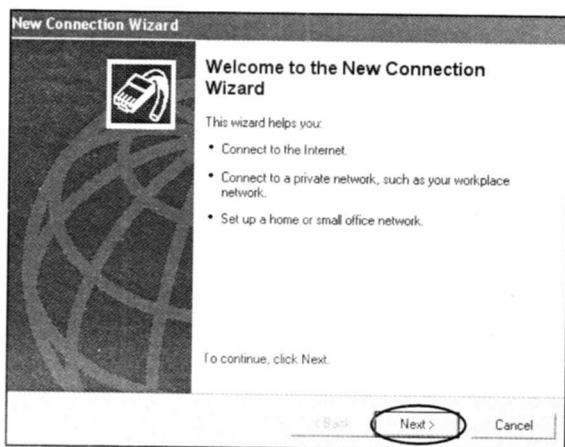 New Connection Wizard
Welcome to the New Connection
Wizard
This wizard helps you:
• Connect to the Internet.
• Connect to a private network, such as your workplace
network.
• Set up a home or small office network.
To continue, click Next.
< Back Next > Cancel